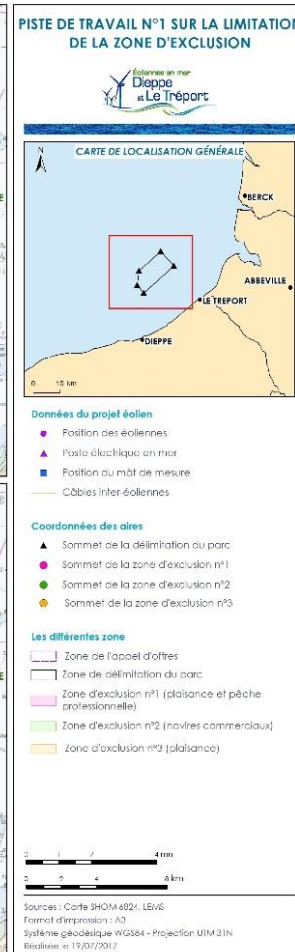 PISTE DE TRAVAIL N°1 SUR LA LIMITATION
DE LA ZONE D'EXCLUSION
Éoliennes en mer
Dieppe
et Le Tréport
CARTE DE LOCALISATION GÉNÉRALE
N
BERCK
ABBEVILLE
LE TREPORT
DIEPPE
0 10 km
Données du projet éolien
Position des éoliennes
Poste électrique en mer
Position du mât de mesure
Câbles inter-éoliennes
Coordonnées des aires
Sommet de la délimitation du parc
Sommet de la zone d'exclusion n°1
Sommet de la zone d'exclusion n°2
Sommet de la zone d'exclusion n°3
Les différentes zone
Zone de l'appel d'offres
Zone de délimitation du parc
Zone d'exclusion n°1 (plaisance et pêche
professionnelle)
Zone d'exclusion n°2 (navires commerciaux)
Zone d'exclusion n°3 (plaisance)
2 4 mn
0 2 4 8 km
Sources : Carte SHOM 6824, LEMS
Format d'impression : A3
Système géodésique WGS84 - Projection UTM 31N
Réalisée le 19/07/2017